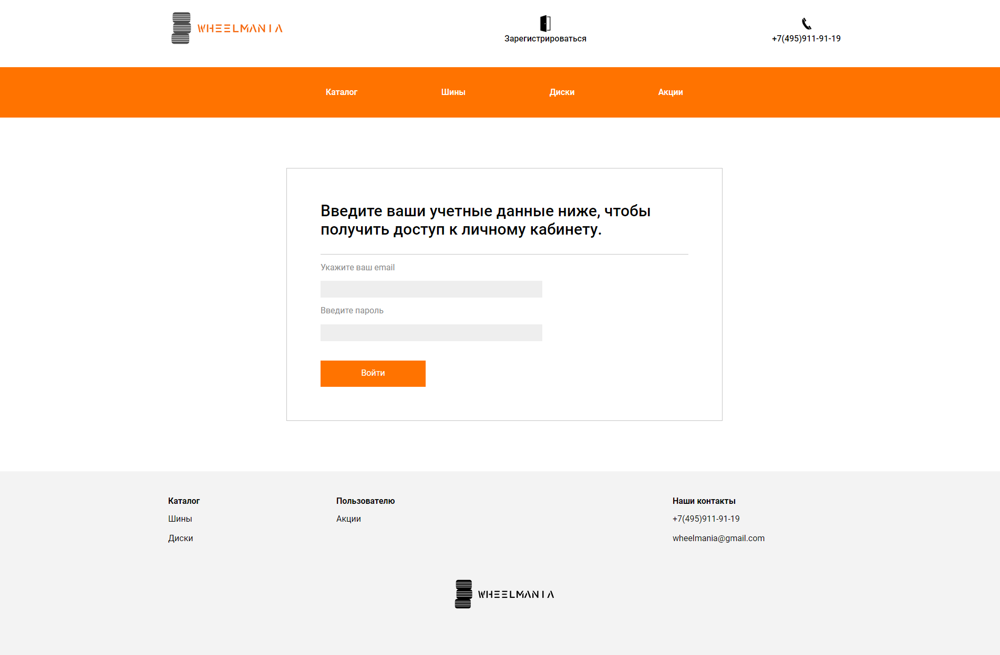 WHEELMANIA
Зарегистрироваться
+7(495)911-91-19
Каталог
Шины
Диски
Акции
Введите ваши учетные данные ниже, чтобы
получить доступ к личному кабинету.
Укажите ваш email
Введите пароль
Войти
Каталог
Шины
Диски
Пользователю
Акции
Наши контакты
+7(495)911-91-19
wheelmania@gmail.com
WHEELMANIA